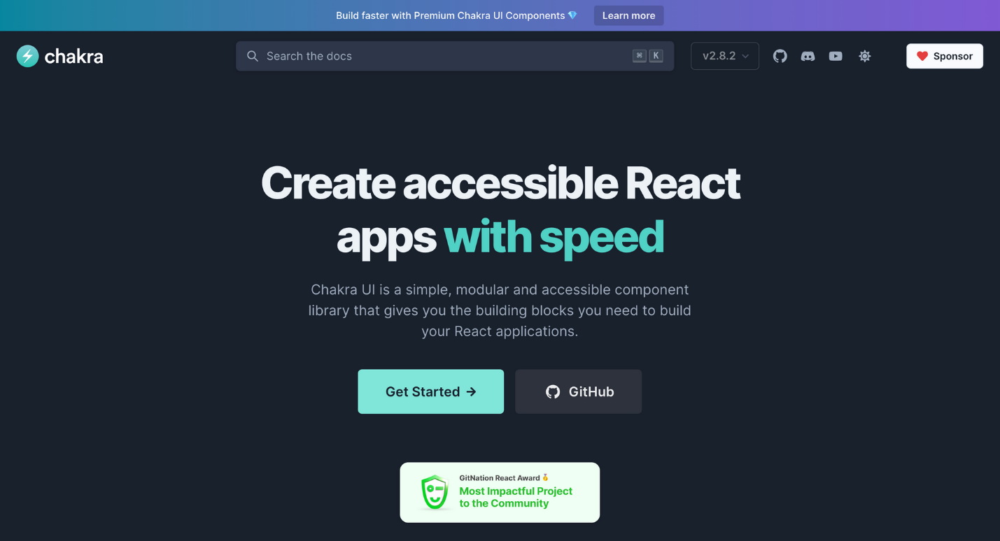 Build faster with Premium Chakra UI Components 💎 Learn more
chakra Search the docs ⌘ K v2.8.2 Sponsor
Create accessible React
apps with speed
Chakra UI is a simple, modular and accessible component
library that gives you the building blocks you need to build
your React applications.
Get Started → GitHub
GitNation React Award 🏅
Most Impactful Project
to the Community